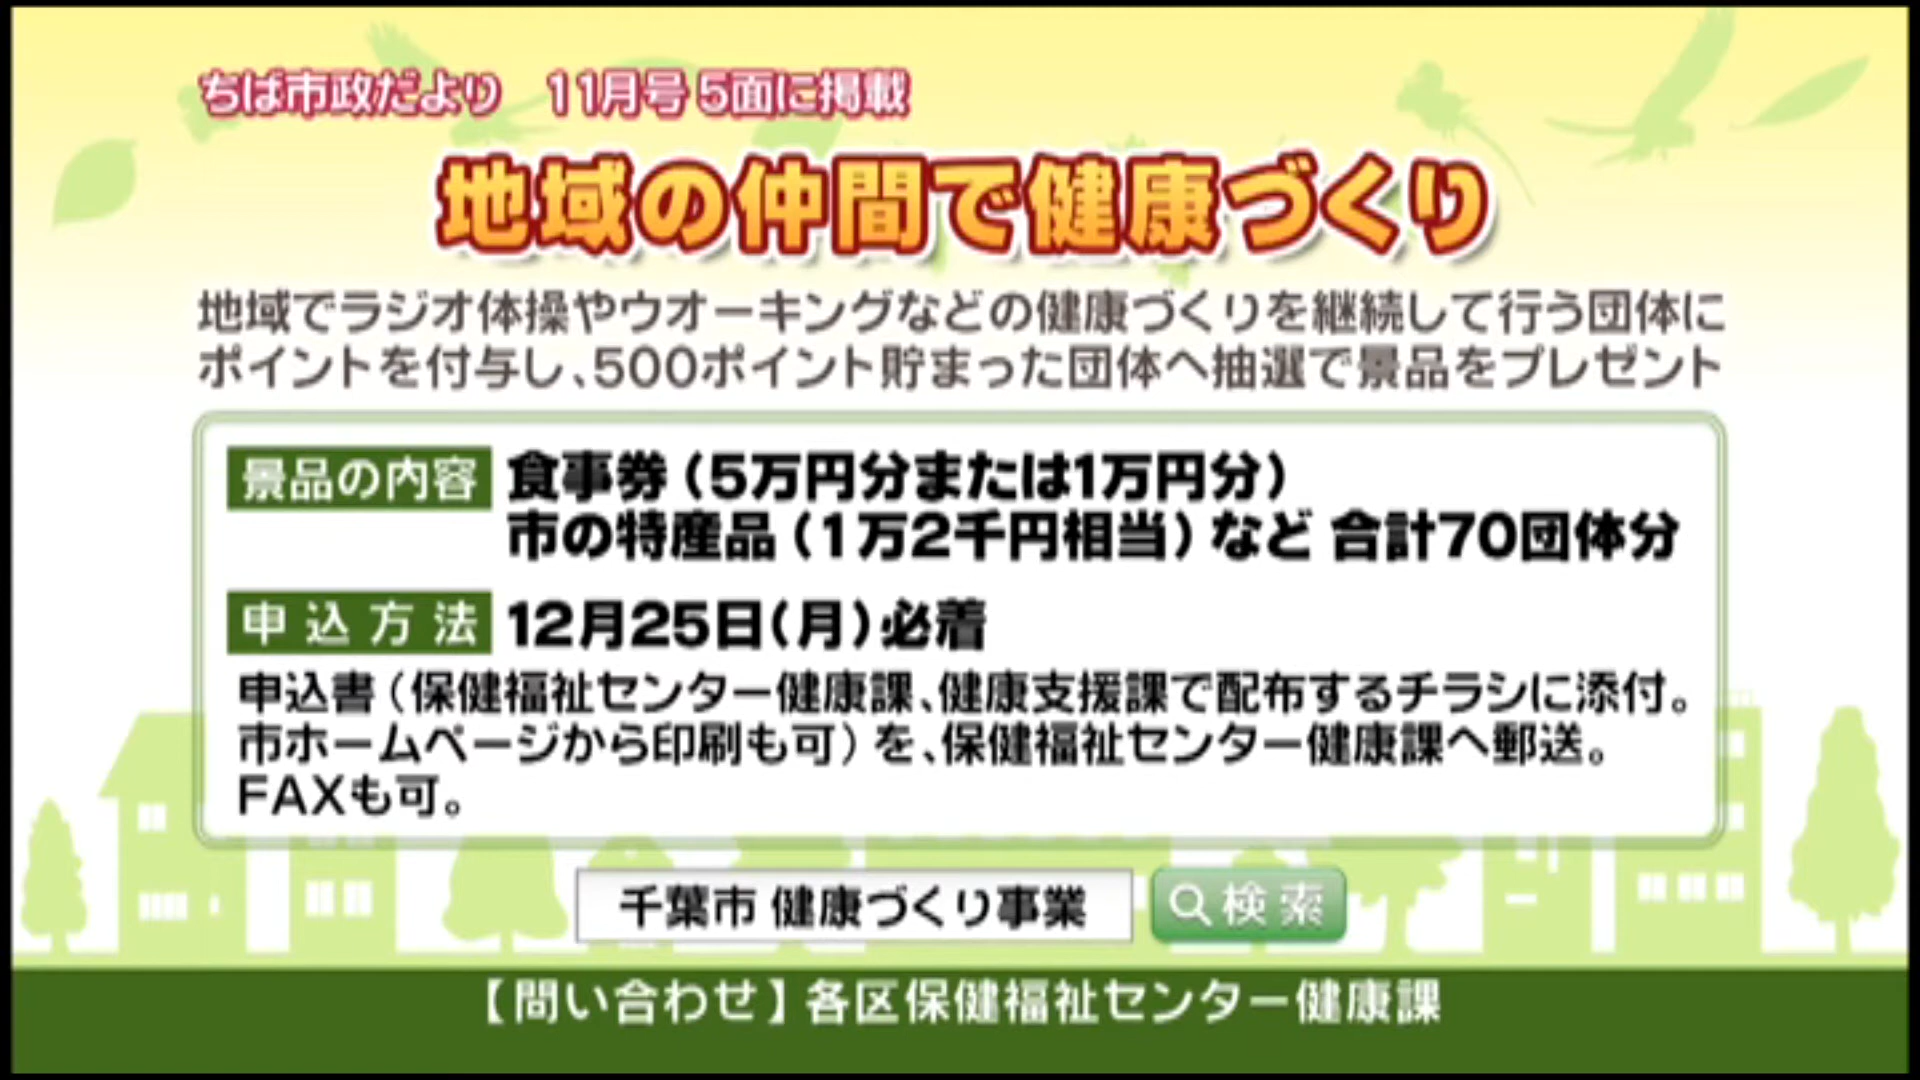 ちば市政だより　11月号 5面に掲載
地域の仲間で健康づくり
地域でラジオ体操やウオーキングなどの健康づくりを継続して行う団体に
ポイントを付与し、500ポイント貯まった団体へ抽選で景品をプレゼント
景品の内容 食事券（5万円分または1万円分）
市の特産品（1万2千円相当）など 合計70団体分
申込方法 12月25日（月）必着
申込書（保健福祉センター健康課、健康支援課で配布するチラシに添付。
市ホームページから印刷も可）を、保健福祉センター健康課へ郵送。
FAXも可。
千葉市 健康づくり事業 検索
【問い合わせ】各区保健福祉センター健康課